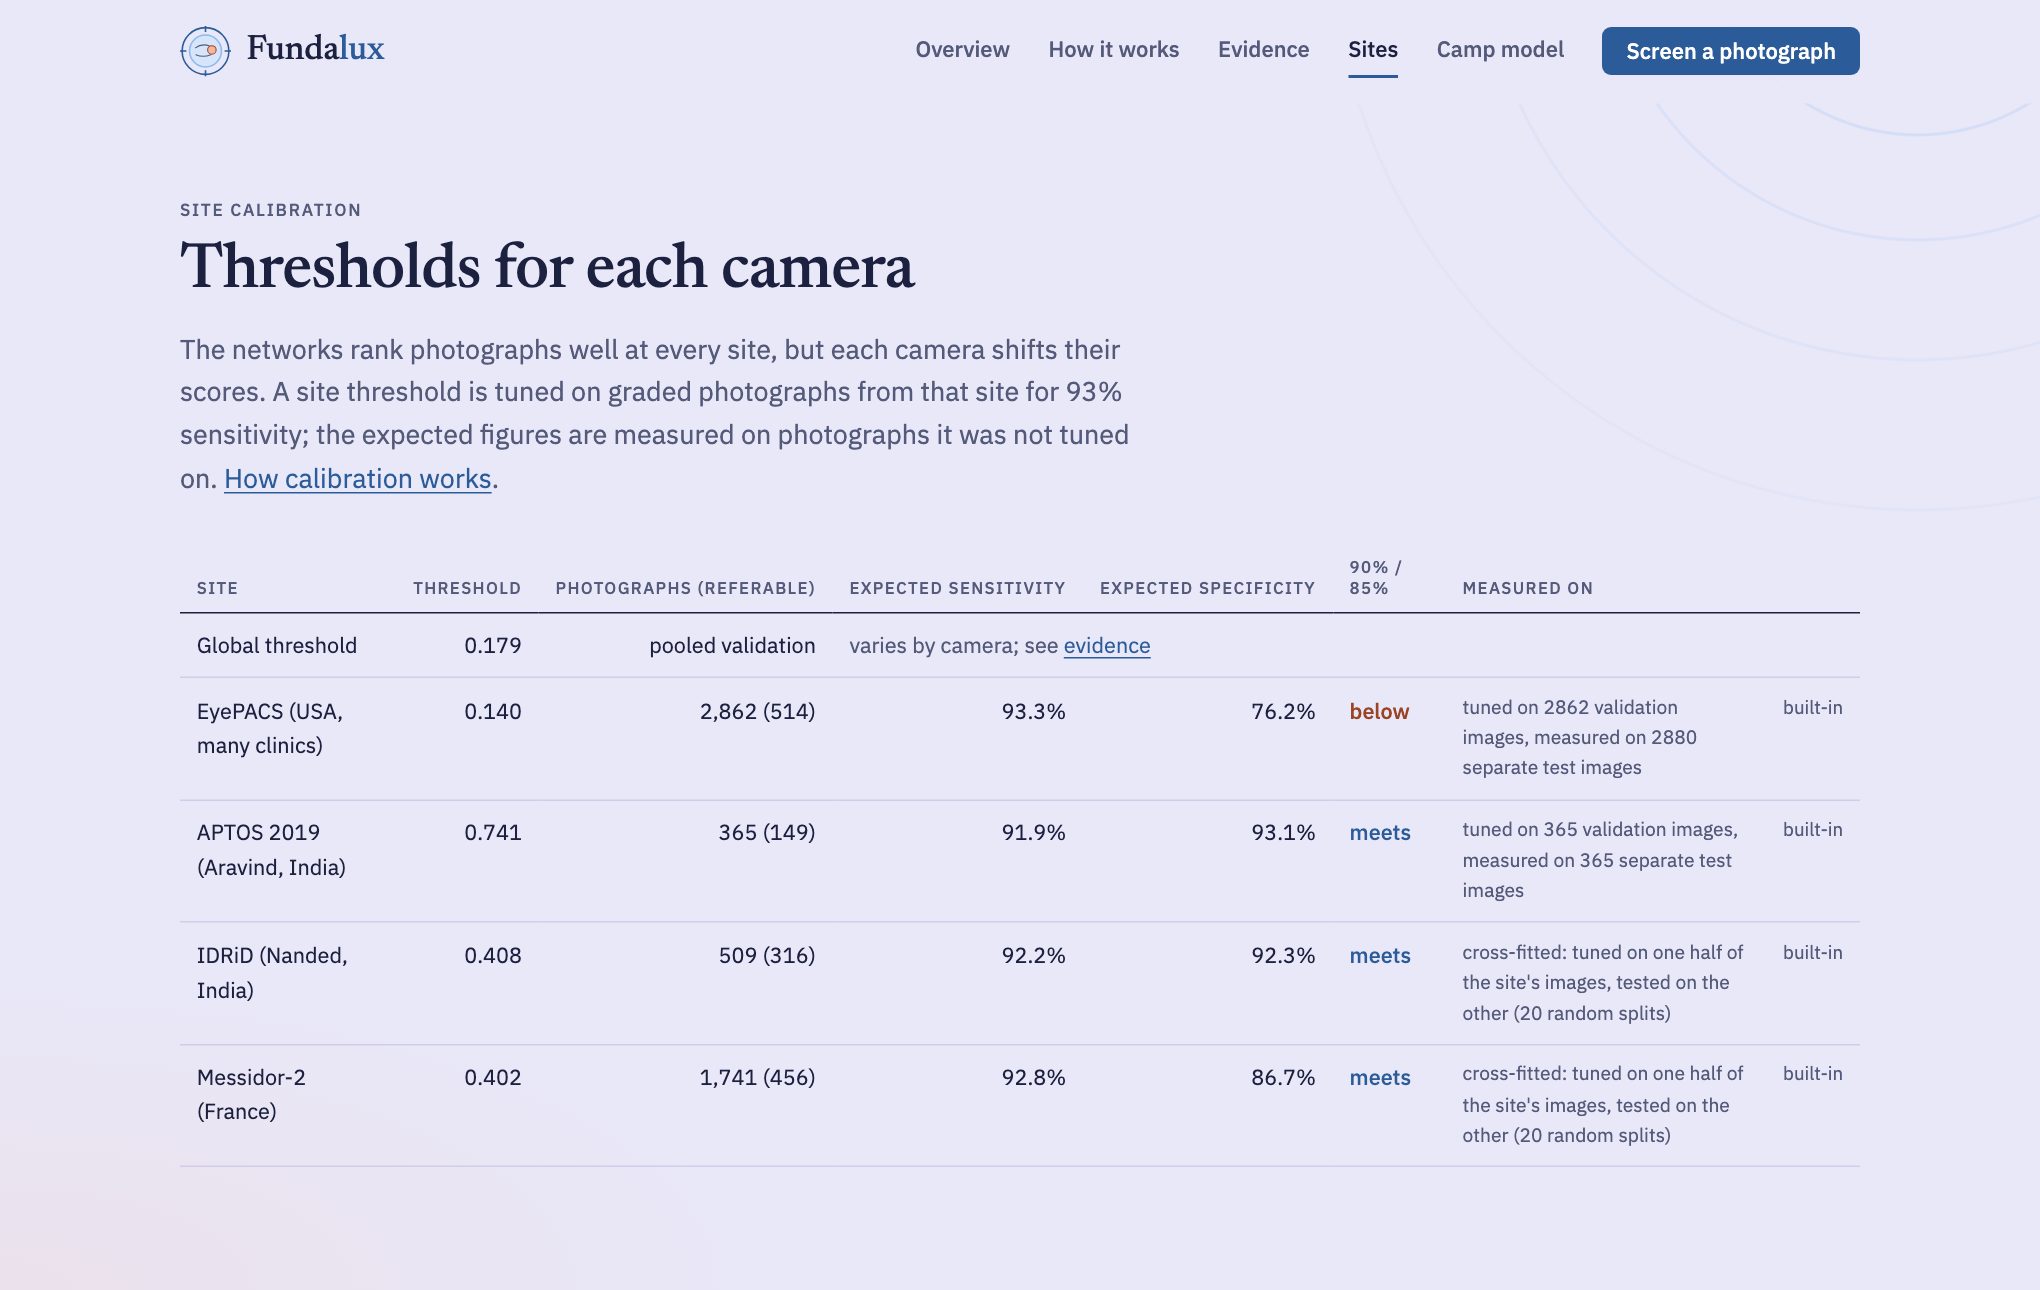 Fundalux
Overview How it works Evidence Sites Camp model Screen a photograph
SITE CALIBRATION
Thresholds for each camera
The networks rank photographs well at every site, but each camera shifts their
scores. A site threshold is tuned on graded photographs from that site for 93%
sensitivity; the expected figures are measured on photographs it was not tuned
on. How calibration works.
SITE THRESHOLD PHOTOGRAPHS (REFERABLE) EXPECTED SENSITIVITY EXPECTED SPECIFICITY 90% / 85% MEASURED ON
Global threshold 0.179 pooled validation varies by camera; see evidence
EyePACS (USA, many clinics) 0.140 2,862 (514) 93.3% 76.2% below tuned on 2862 validation images, measured on 2880 separate test images built-in
APTOS 2019 (Aravind, India) 0.741 365 (149) 91.9% 93.1% meets tuned on 365 validation images, measured on 365 separate test images built-in
IDRiD (Nanded, India) 0.408 509 (316) 92.2% 92.3% meets cross-fitted: tuned on one half of the site's images, tested on the other (20 random splits) built-in
Messidor-2 (France) 0.402 1,741 (456) 92.8% 86.7% meets cross-fitted: tuned on one half of the site's images, tested on the other (20 random splits) built-in